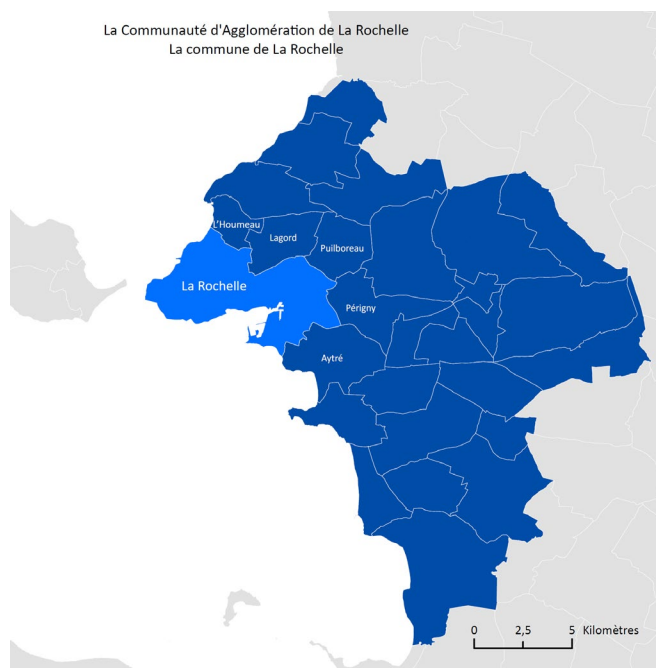 La Communauté d'Agglomération de La Rochelle
La commune de La Rochelle
L'Houmeau
Lagord
Puilboreau
La Rochelle
Périgny
Aytré
0 2,5 5 Kilomètres